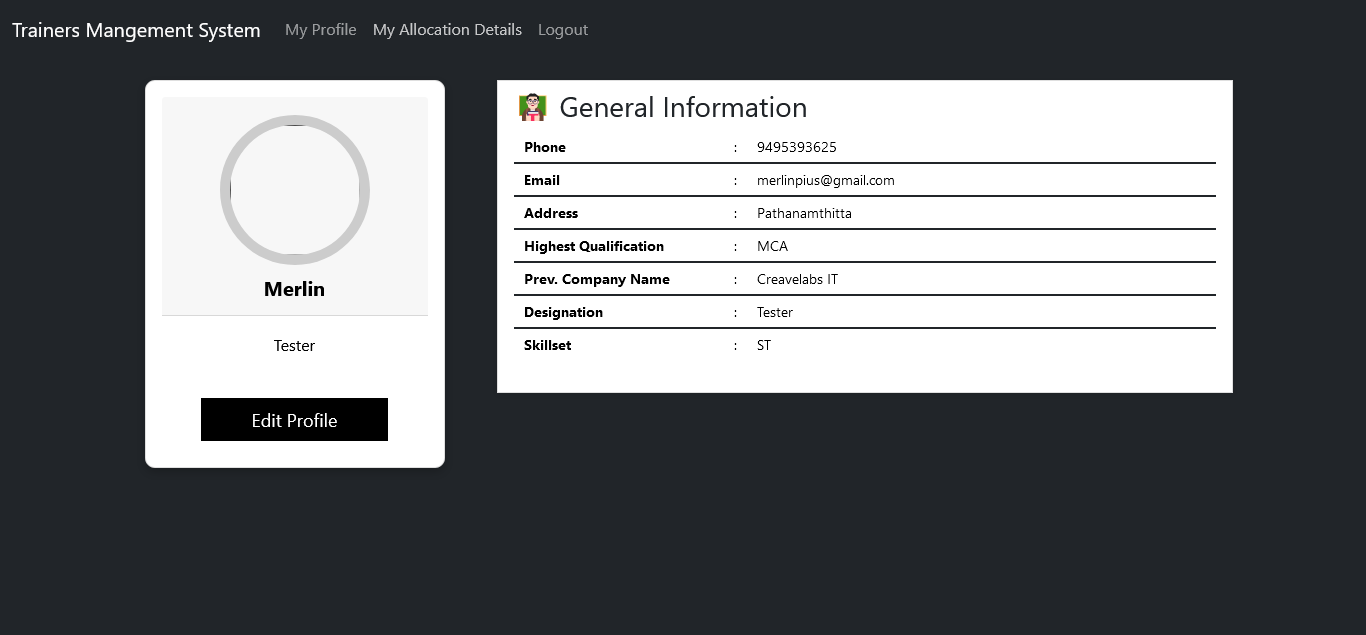 Trainers Mangement System My Profile My Allocation Details Logout
Merlin
Tester
Edit Profile
General Information
Phone : 9495393625
Email : merlinpius@gmail.com
Address : Pathanamthitta
Highest Qualification : MCA
Prev. Company Name : Creavelabs IT
Designation : Tester
Skillset : ST